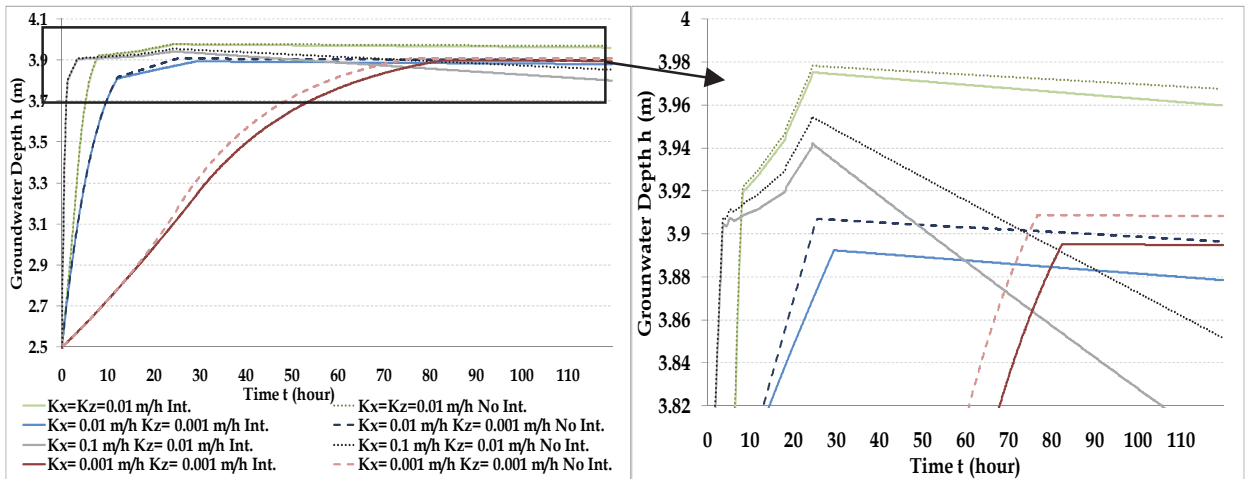 4.1
3.9
3.7
3.5
3.3
3.1
2.9
2.7
2.5
Groundwater Depth h (m)
0 10 20 30 40 50 60 70 80 90 100 110
Time t (hour)
Kx=Kz=0.01 m/h Int.
Kx=Kz=0.01 m/h No Int.
Kx= 0.01 m/h Kz= 0.001 m/h Int.
Kx= 0.01 m/h Kz= 0.001 m/h No Int.
Kx= 0.1 m/h Kz= 0.01 m/h Int.
Kx= 0.1 m/h Kz= 0.01 m/h No Int.
Kx= 0.001 m/h Kz= 0.001 m/h Int.
Kx= 0.001 m/h Kz= 0.001 m/h No Int.
4
3.98
3.96
3.94
3.92
3.9
3.88
3.86
3.84
3.82
Grounwater Depth h (m)
0 10 20 30 40 50 60 70 80 90 100 110
Time t (hour)